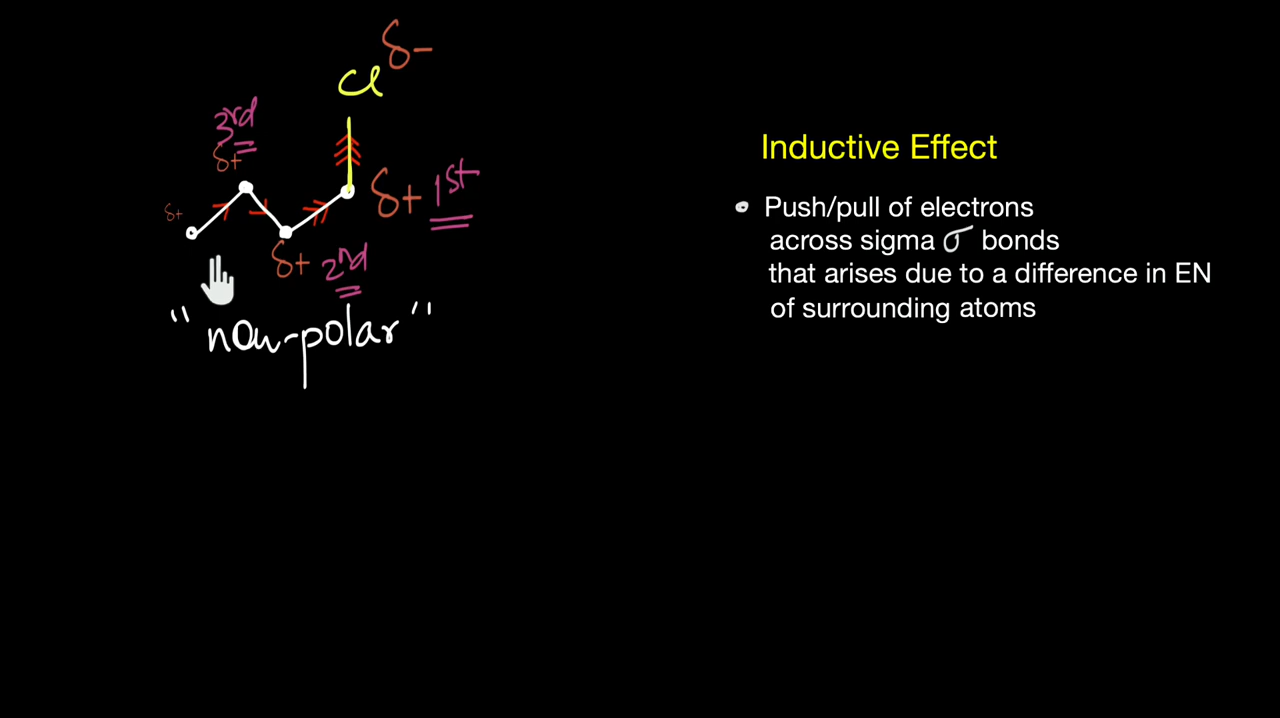 δ-
Cl
3rd
δ+
δ+
δ+ 1st
δ+ 2nd
"non-polar"
Inductive Effect
• Push/pull of electrons
across sigma σ bonds
that arises due to a difference in EN
of surrounding atoms